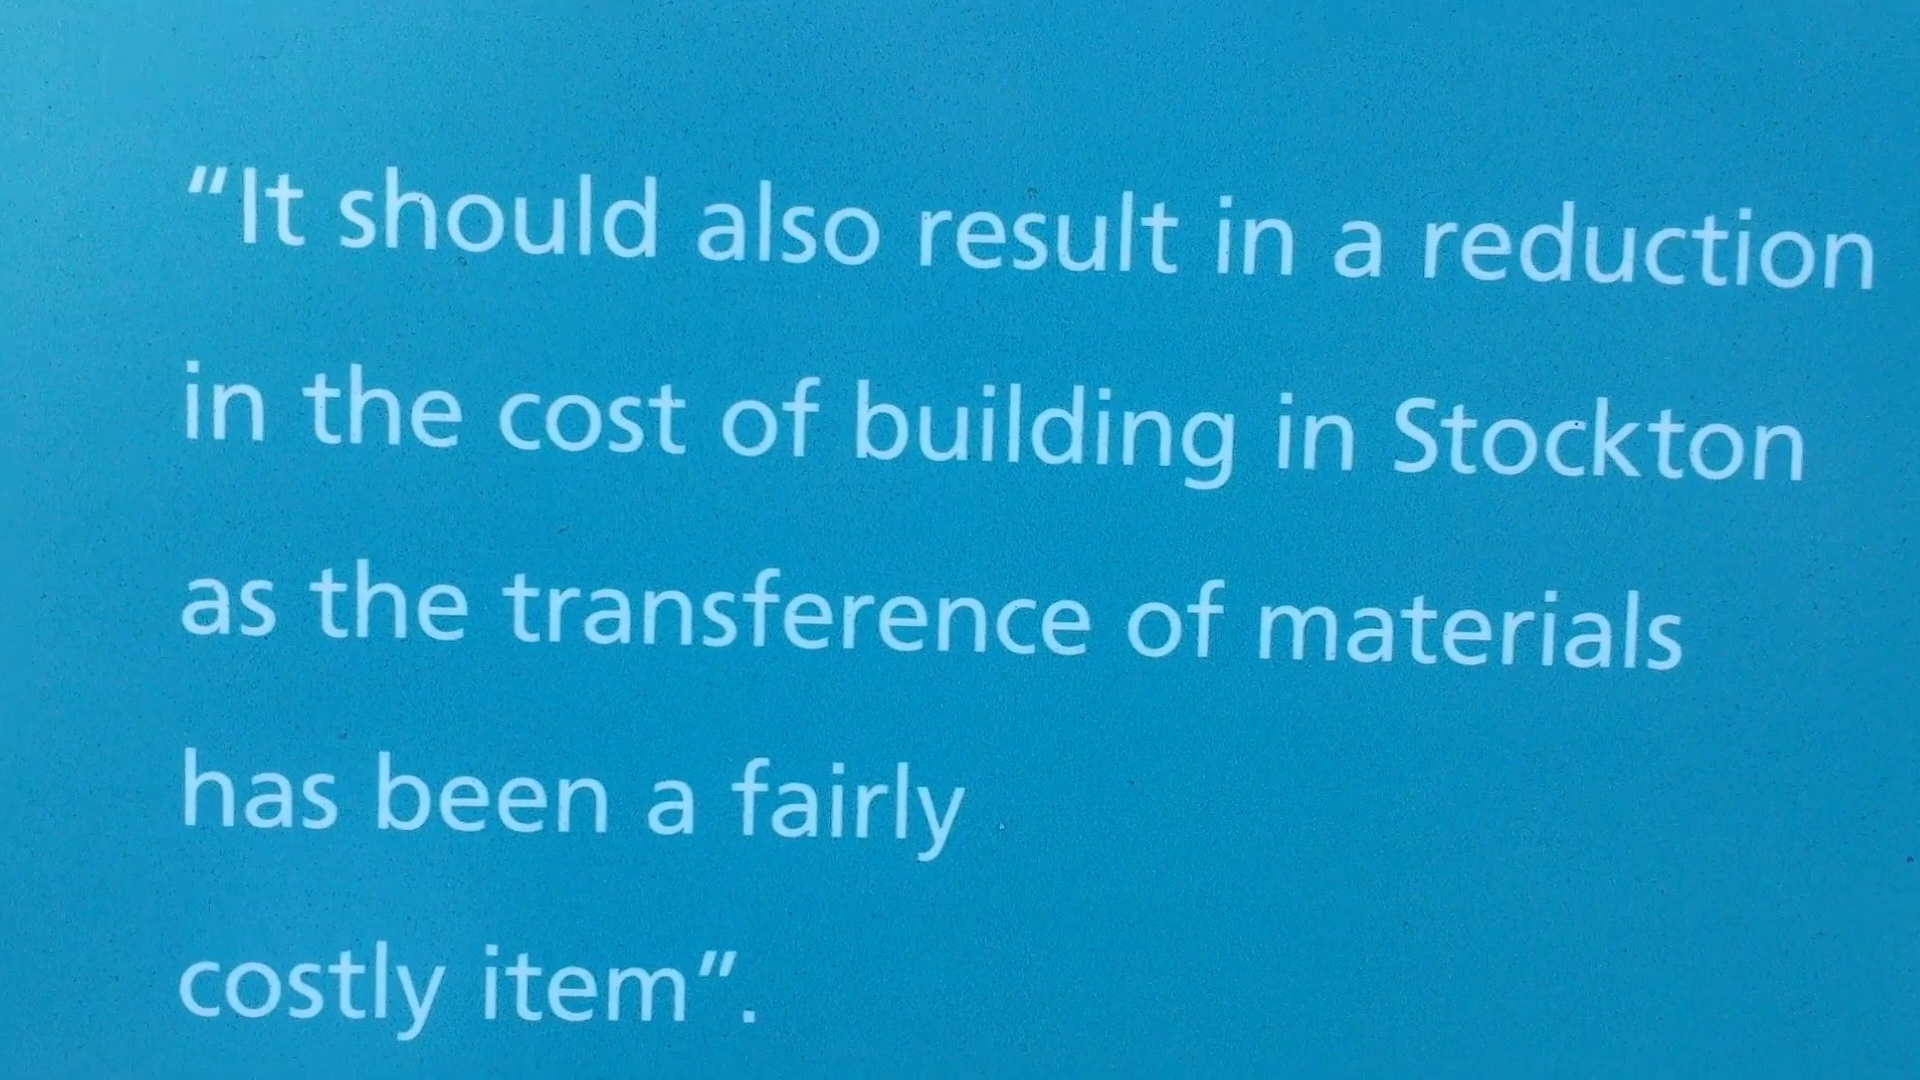 “It should also result in a reduction
in the cost of building in Stockton
as the transference of materials
has been a fairly
costly item”.